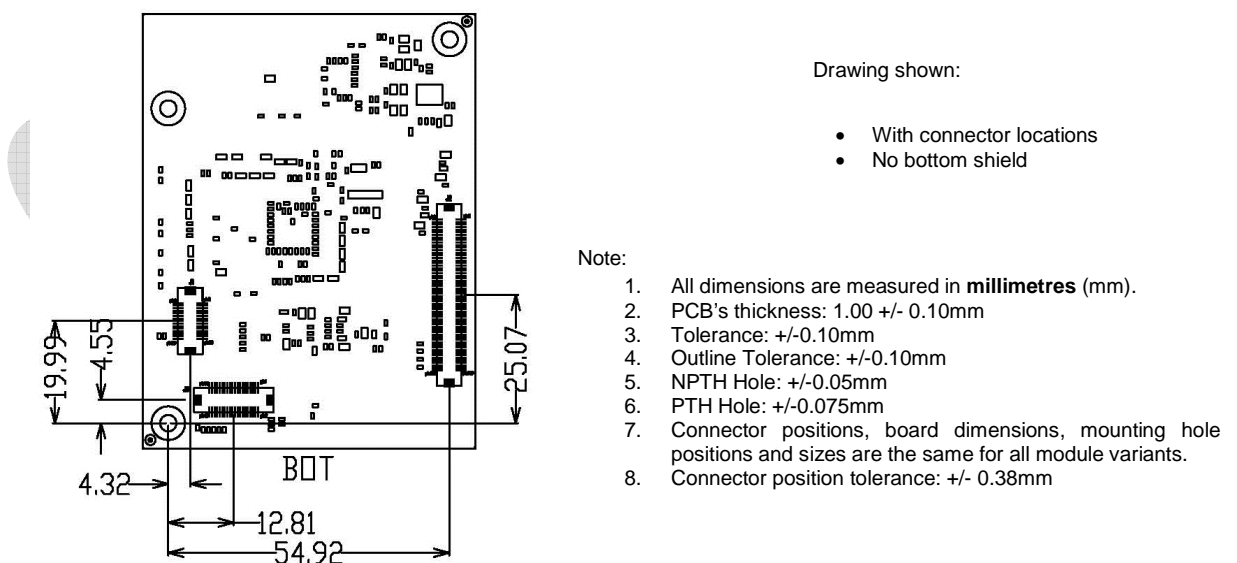 Drawing shown:
• With connector locations
• No bottom shield
Note:
1. All dimensions are measured in millimetres (mm).
2. PCB's thickness: 1.00 +/- 0.10mm
3. Tolerance: +/-0.10mm
4. Outline Tolerance: +/-0.10mm
5. NPTH Hole: +/-0.05mm
6. PTH Hole: +/-0.075mm
7. Connector positions, board dimensions, mounting hole
positions and sizes are the same for all module variants.
8. Connector position tolerance: +/- 0.38mm
19.99
4.55
25.07
BOT
4.32
12.81
54.92